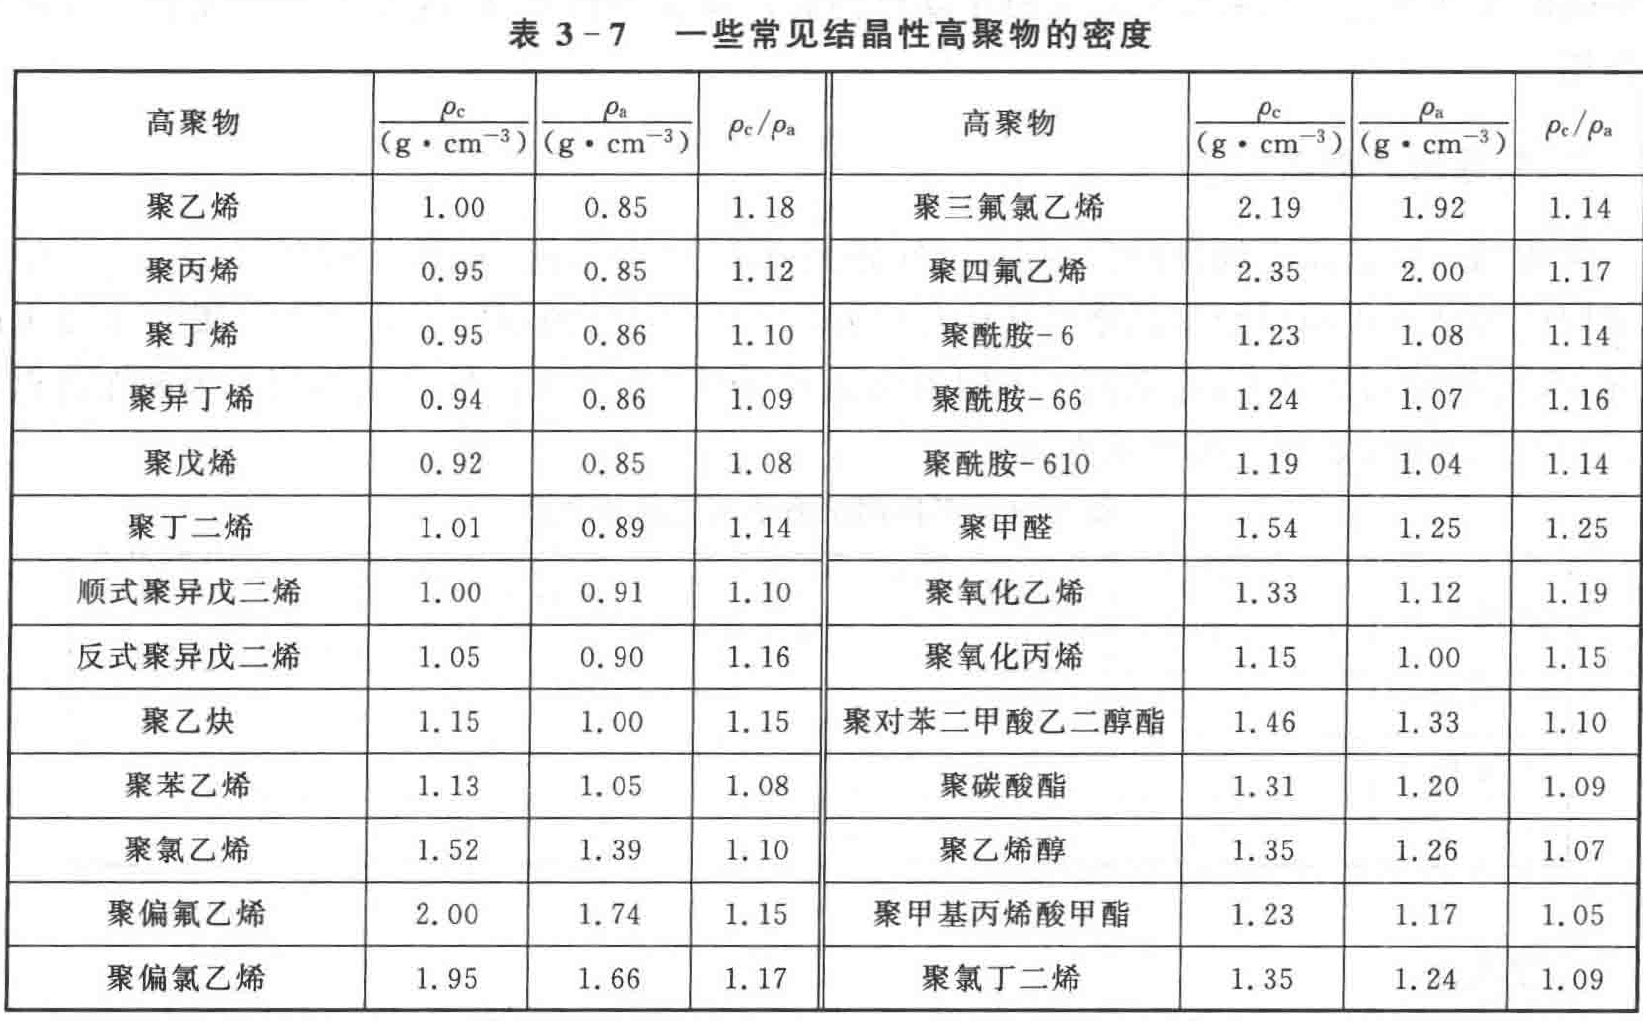 表 3-7 一些常见结晶性高聚物的密度
高聚物 ρc/(g·cm⁻³) ρa/(g·cm⁻³) ρc/ρa 高聚物 ρc/(g·cm⁻³) ρa/(g·cm⁻³) ρc/ρa
聚乙烯 1.00 0.85 1.18 聚三氟氯乙烯 2.19 1.92 1.14
聚丙烯 0.95 0.85 1.12 聚四氟乙烯 2.35 2.00 1.17
聚丁烯 0.95 0.86 1.10 聚酰胺-6 1.23 1.08 1.14
聚异丁烯 0.94 0.86 1.09 聚酰胺-66 1.24 1.07 1.16
聚戊烯 0.92 0.85 1.08 聚酰胺-610 1.19 1.04 1.14
聚丁二烯 1.01 0.89 1.14 聚甲醛 1.54 1.25 1.25
顺式聚异戊二烯 1.00 0.91 1.10 聚氧化乙烯 1.33 1.12 1.19
反式聚异戊二烯 1.05 0.90 1.16 聚氧化丙烯 1.15 1.00 1.15
聚乙炔 1.15 1.00 1.15 聚对苯二甲酸乙二醇酯 1.46 1.33 1.10
聚苯乙烯 1.13 1.05 1.08 聚碳酸酯 1.31 1.20 1.09
聚氯乙烯 1.52 1.39 1.10 聚乙烯醇 1.35 1.26 1.07
聚偏氟乙烯 2.00 1.74 1.15 聚甲基丙烯酸甲酯 1.23 1.17 1.05
聚偏氯乙烯 1.95 1.66 1.17 聚氯丁二烯 1.35 1.24 1.09